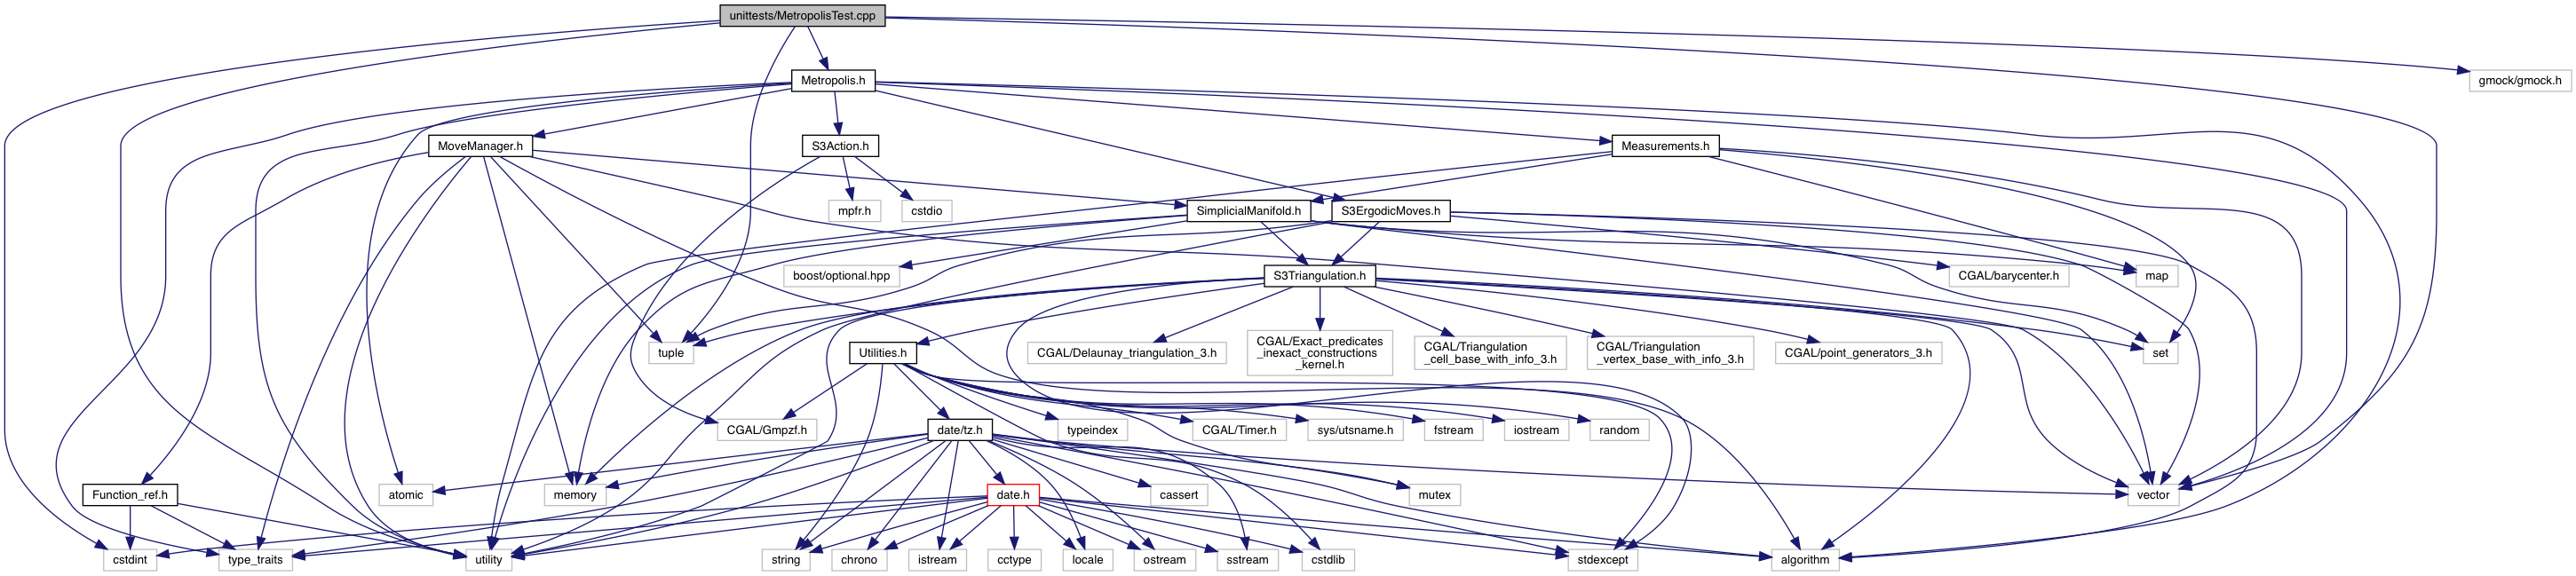 unittests/MetropolisTest.cpp
Metropolis.h
gmock/gmock.h
MoveManager.h
S3Action.h
Measurements.h
mpfr.h
cstdio
SimplicialManifold.h
S3ErgodicMoves.h
boost/optional.hpp
S3Triangulation.h
CGAL/barycenter.h
map
tuple
Utilities.h
CGAL/Delaunay_triangulation_3.h
CGAL/Exact_predicates
_inexact_constructions
_kernel.h
CGAL/Triangulation
_cell_base_with_info_3.h
CGAL/Triangulation
_vertex_base_with_info_3.h
CGAL/point_generators_3.h
set
CGAL/Gmpzf.h
date/tz.h
typeindex
CGAL/Timer.h
sys/utsname.h
fstream
iostream
random
Function_ref.h
atomic
memory
date.h
cassert
mutex
vector
cstdint
type_traits
utility
string
chrono
istream
cctype
locale
ostream
sstream
cstdlib
stdexcept
algorithm